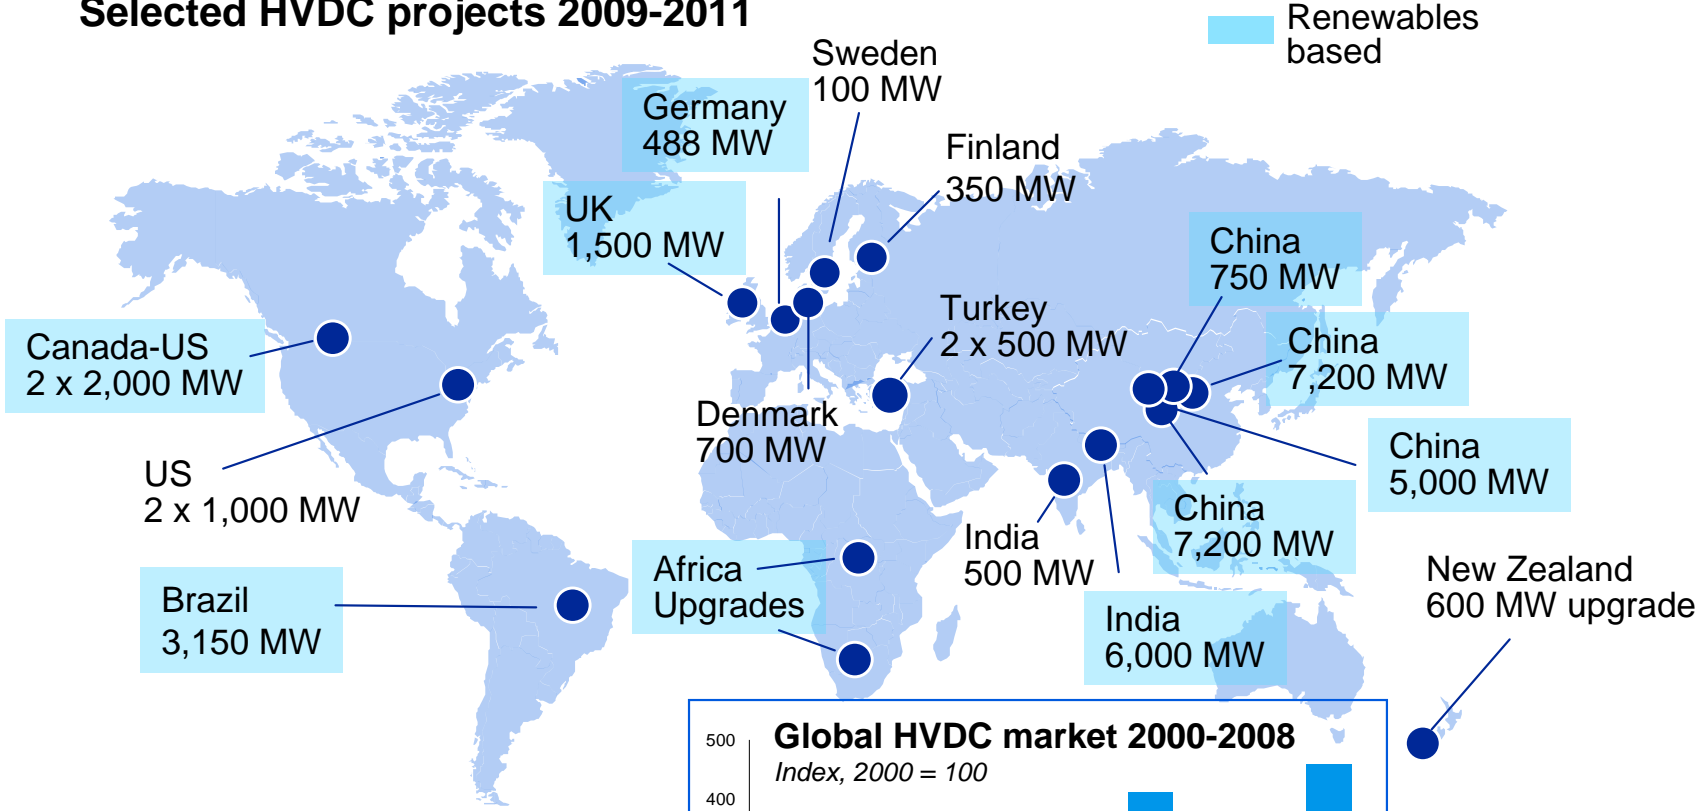 Selected HVDC projects 2009-2011
Renewables
based
Sweden
100 MW
Germany
488 MW
Finland
350 MW
UK
1,500 MW
China
750 MW
Turkey
2 x 500 MW
China
7,200 MW
Canada-US
2 x 2,000 MW
Denmark
700 MW
China
5,000 MW
US
2 x 1,000 MW
China
7,200 MW
India
500 MW
Africa
Upgrades
New Zealand
600 MW upgrade
Brazil
3,150 MW
India
6,000 MW
Global HVDC market 2000-2008
Index, 2000 = 100
500
400